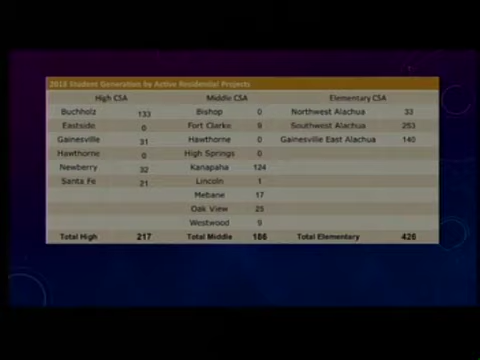 2018 Student Generation by Active Residential Projects
High CSA Middle CSA Elementary CSA
Buchholz 133 Bishop 0 Northwest Alachua 33
Eastside 0 Fort Clarke Southwest Alachua 253
Gainesville 31 Hawthorne 0 Gainesville East Alachua 140
Hawthorne 0 High Springs 0
Newberry 32 Kanapaha 124
Santa Fe 21 Lincoln 1
Mebane 17
Oak View
Westwood 9
Total High 217 Total Middle 186 Total Elementary 426